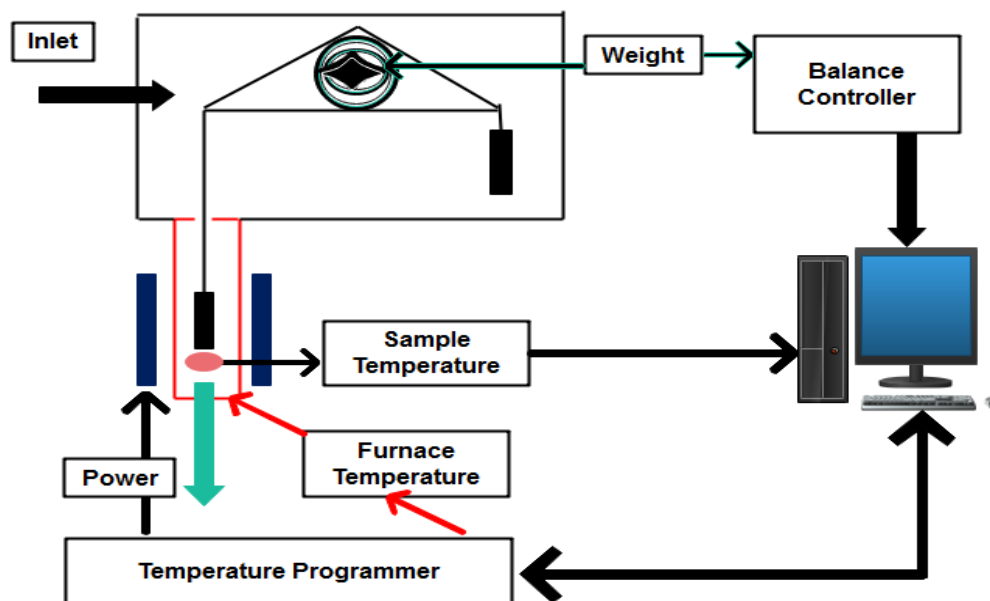 Inlet
Weight
Balance
Controller
Sample
Temperature
Furnace
Temperature
Power
Temperature Programmer